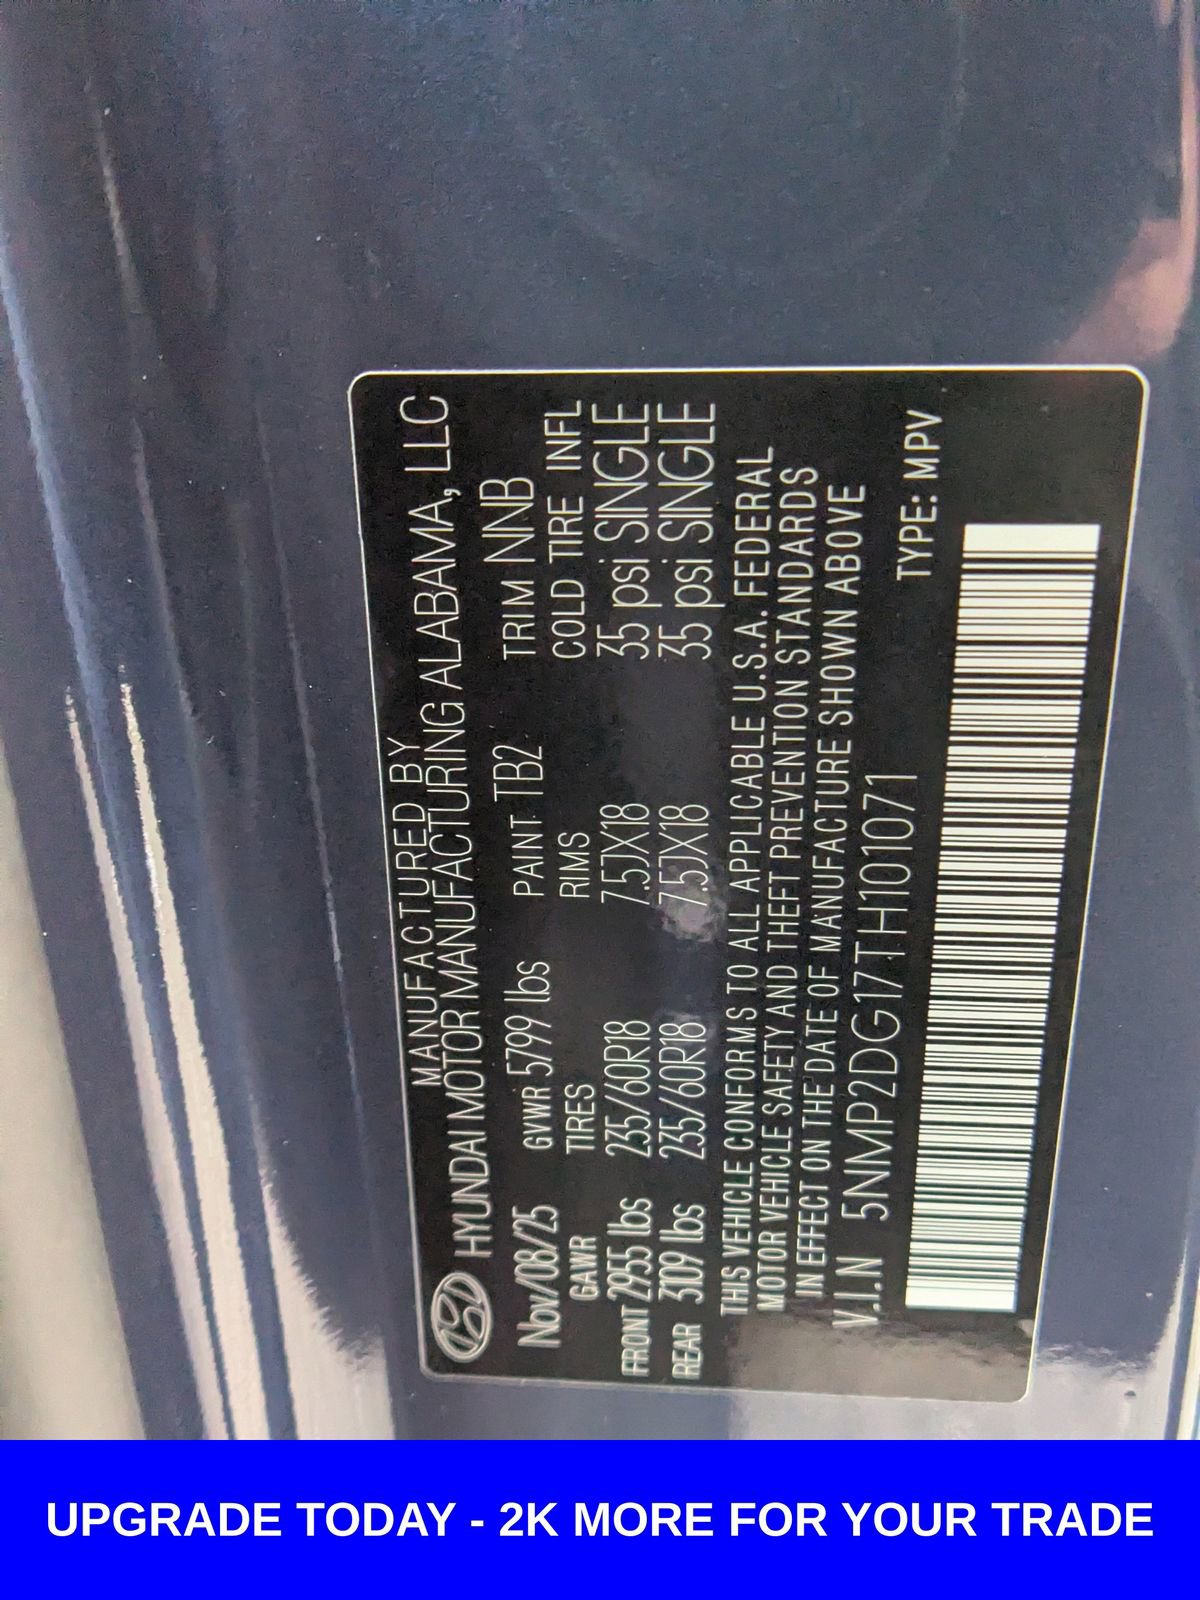 MANUFACTURED BY
HYUNDAI MOTOR MANUFACTURING ALABAMA, LLC
Nov/08/25 GVWR 5799 lbs PAINT TB2 TRIM NNB
GAWR TIRES RIMS COLD TIRE INFL
FRONT 2955 lbs 235/60R18 7.5JX18 35 psi SINGLE
REAR 3109 lbs 235/60R18 7.5JX18 35 psi SINGLE
THIS VEHICLE CONFORMS TO ALL APPLICABLE U.S.A. FEDERAL
MOTOR VEHICLE SAFETY AND THEFT PREVENTION STANDARDS
IN EFFECT ON THE DATE OF MANUFACTURE SHOWN ABOVE
V.I.N 5NMP2DG17TH101071 TYPE: MPV
UPGRADE TODAY - 2K MORE FOR YOUR TRADE